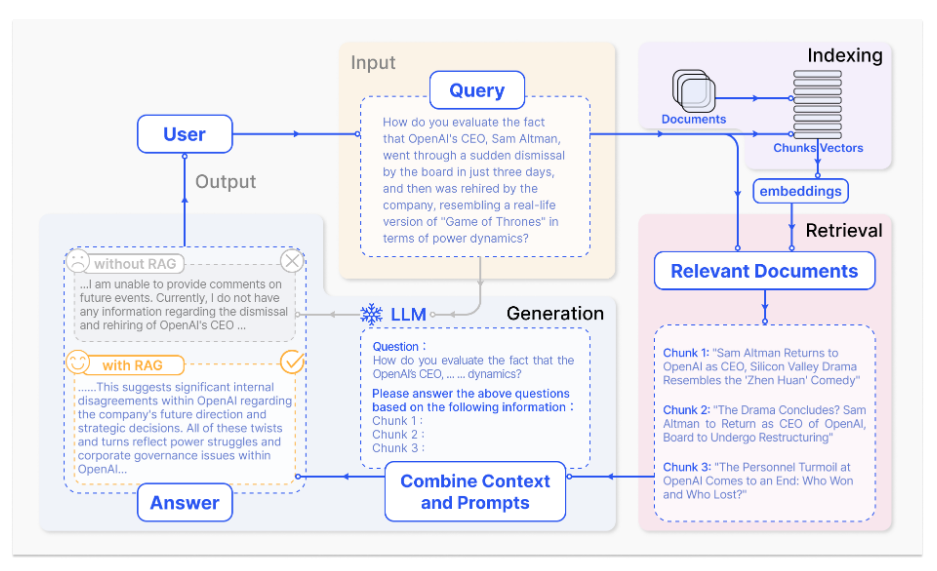 Input
Query
How do you evaluate the fact
that OpenAI's CEO, Sam Altman,
went through a sudden dismissal
by the board in just three days,
and then was rehired by the
company, resembling a real-life
version of "Game of Thrones" in
terms of power dynamics?
Indexing
Documents
Chunks Vectors
embeddings
User
Output
Retrieval
Relevant Documents
Chunk 1: "Sam Altman Returns to
OpenAI as CEO, Silicon Valley Drama
Resembles the 'Zhen Huan' Comedy"
Chunk 2: "The Drama Concludes? Sam
Altman to Return as CEO of OpenAI,
Board to Undergo Restructuring"
Chunk 3: "The Personnel Turmoil at
OpenAI Comes to an End: Who Won
and Who Lost?"
without RAG
...I am unable to provide comments on
future events. Currently, I do not have
any information regarding the dismissal
and rehiring of OpenAI's CEO ...
with RAG
......This suggests significant internal
disagreements within OpenAI regarding
the company's future direction and
strategic decisions. All of these twists
and turns reflect power struggles and
corporate governance issues within
OpenAI...
Answer
LLM
Generation
Question :
How do you evaluate the fact that the
OpenAI's CEO, ... ... dynamics?
Please answer the above questions
based on the following information :
Chunk 1 :
Chunk 2 :
Chunk 3 :
Combine Context
and Prompts